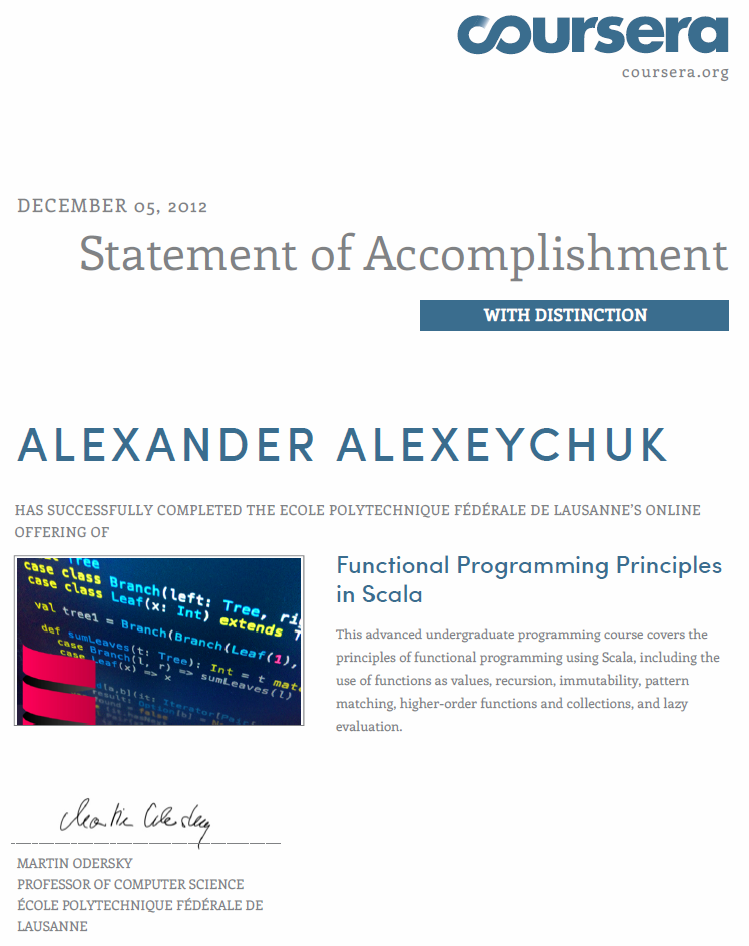 coursera
coursera.org
DECEMBER 05, 2012
Statement of Accomplishment
WITH DISTINCTION
ALEXANDER ALEXEYCHUK
HAS SUCCESSFULLY COMPLETED THE ECOLE POLYTECHNIQUE FÉDÉRALE DE LAUSANNE'S ONLINE
OFFERING OF
Tree
case class Branch(left: Tree, ri
case class Leaf(x: Int) extends T
val tree1 = Branch(Branch(Leaf(1),
def sumLeaves(t: Tree): Int = t mat
case Branch(l, r) => sumLeaves(l)
case Leaf(x) => x
Functional Programming Principles
in Scala
This advanced undergraduate programming course covers the
principles of functional programming using Scala, including the
use of functions as values, recursion, immutability, pattern
matching, higher-order functions and collections, and lazy
evaluation.
Martin Odersky
MARTIN ODERSKY
PROFESSOR OF COMPUTER SCIENCE
ÉCOLE POLYTECHNIQUE FÉDÉRALE DE
LAUSANNE